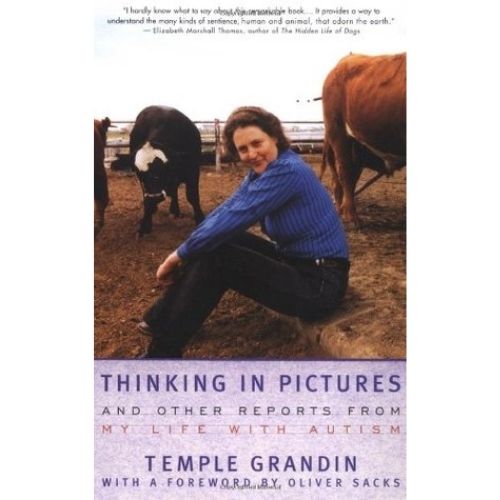 "I hardly know what to say about this remarkable book.... It provides a way to
understand the many kinds of sentience, human and animal, that adorn the earth."
— Elizabeth Marshall Thomas, author of The Hidden Life of Dogs
THINKING IN PICTURES
AND OTHER REPORTS FROM
MY LIFE WITH AUTISM
TEMPLE GRANDIN
WITH A FOREWORD BY OLIVER SACKS